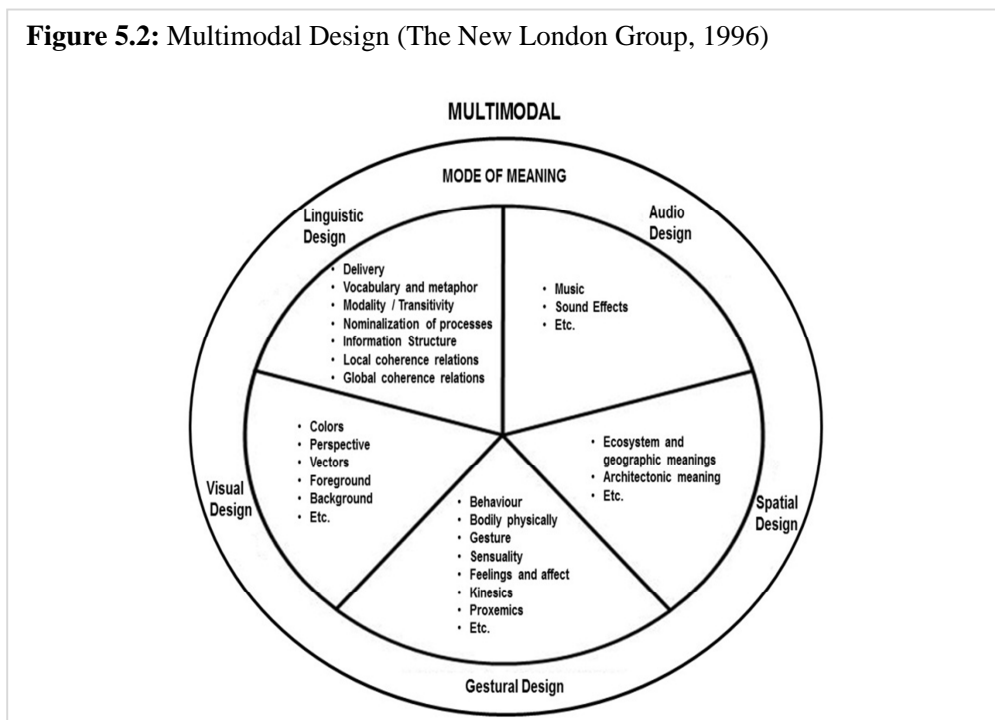 Figure 5.2: Multimodal Design (The New London Group, 1996)
MULTIMODAL
MODE OF MEANING
Linguistic
Design
• Delivery
• Vocabulary and metaphor
• Modality / Transitivity
• Nominalization of processes
• Information Structure
• Local coherence relations
• Global coherence relations
Audio
Design
• Music
• Sound Effects
• Etc.
Visual
Design
• Colors
• Perspective
• Vectors
• Foreground
• Background
• Etc.
• Behaviour
• Bodily physically
• Gesture
• Sensuality
• Feelings and affect
• Kinesics
• Proxemics
• Etc.
Gestural Design
• Ecosystem and
geographic meanings
• Architectonic meaning
• Etc.
Spatial
Design